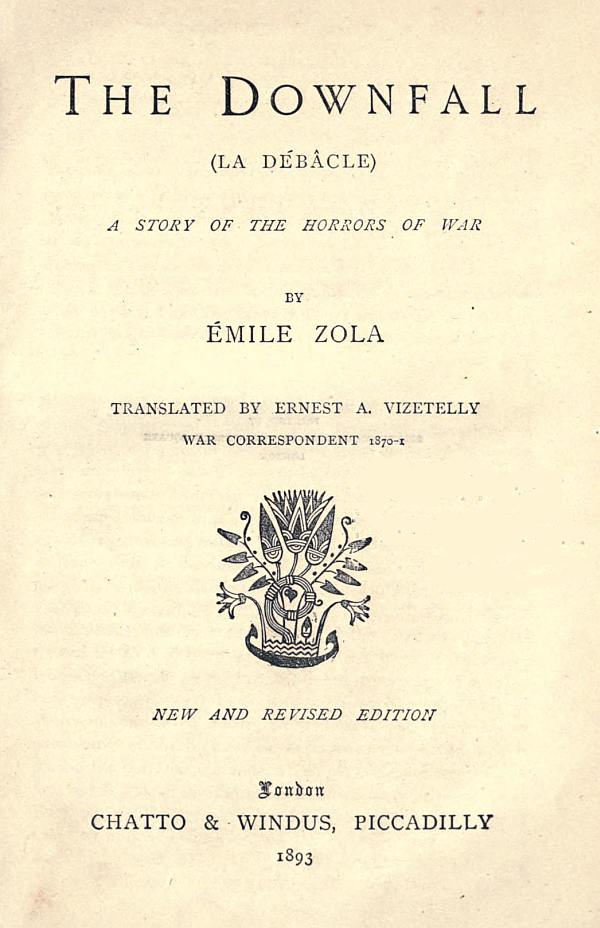 THE DOWNFALL
(LA DÉBÂCLE)
A STORY OF THE HORRORS OF WAR
BY
ÉMILE ZOLA
TRANSLATED BY ERNEST A. VIZETELLY
WAR CORRESPONDENT 1870-1
NEW AND REVISED EDITION
London
CHATTO & WINDUS, PICCADILLY
1893